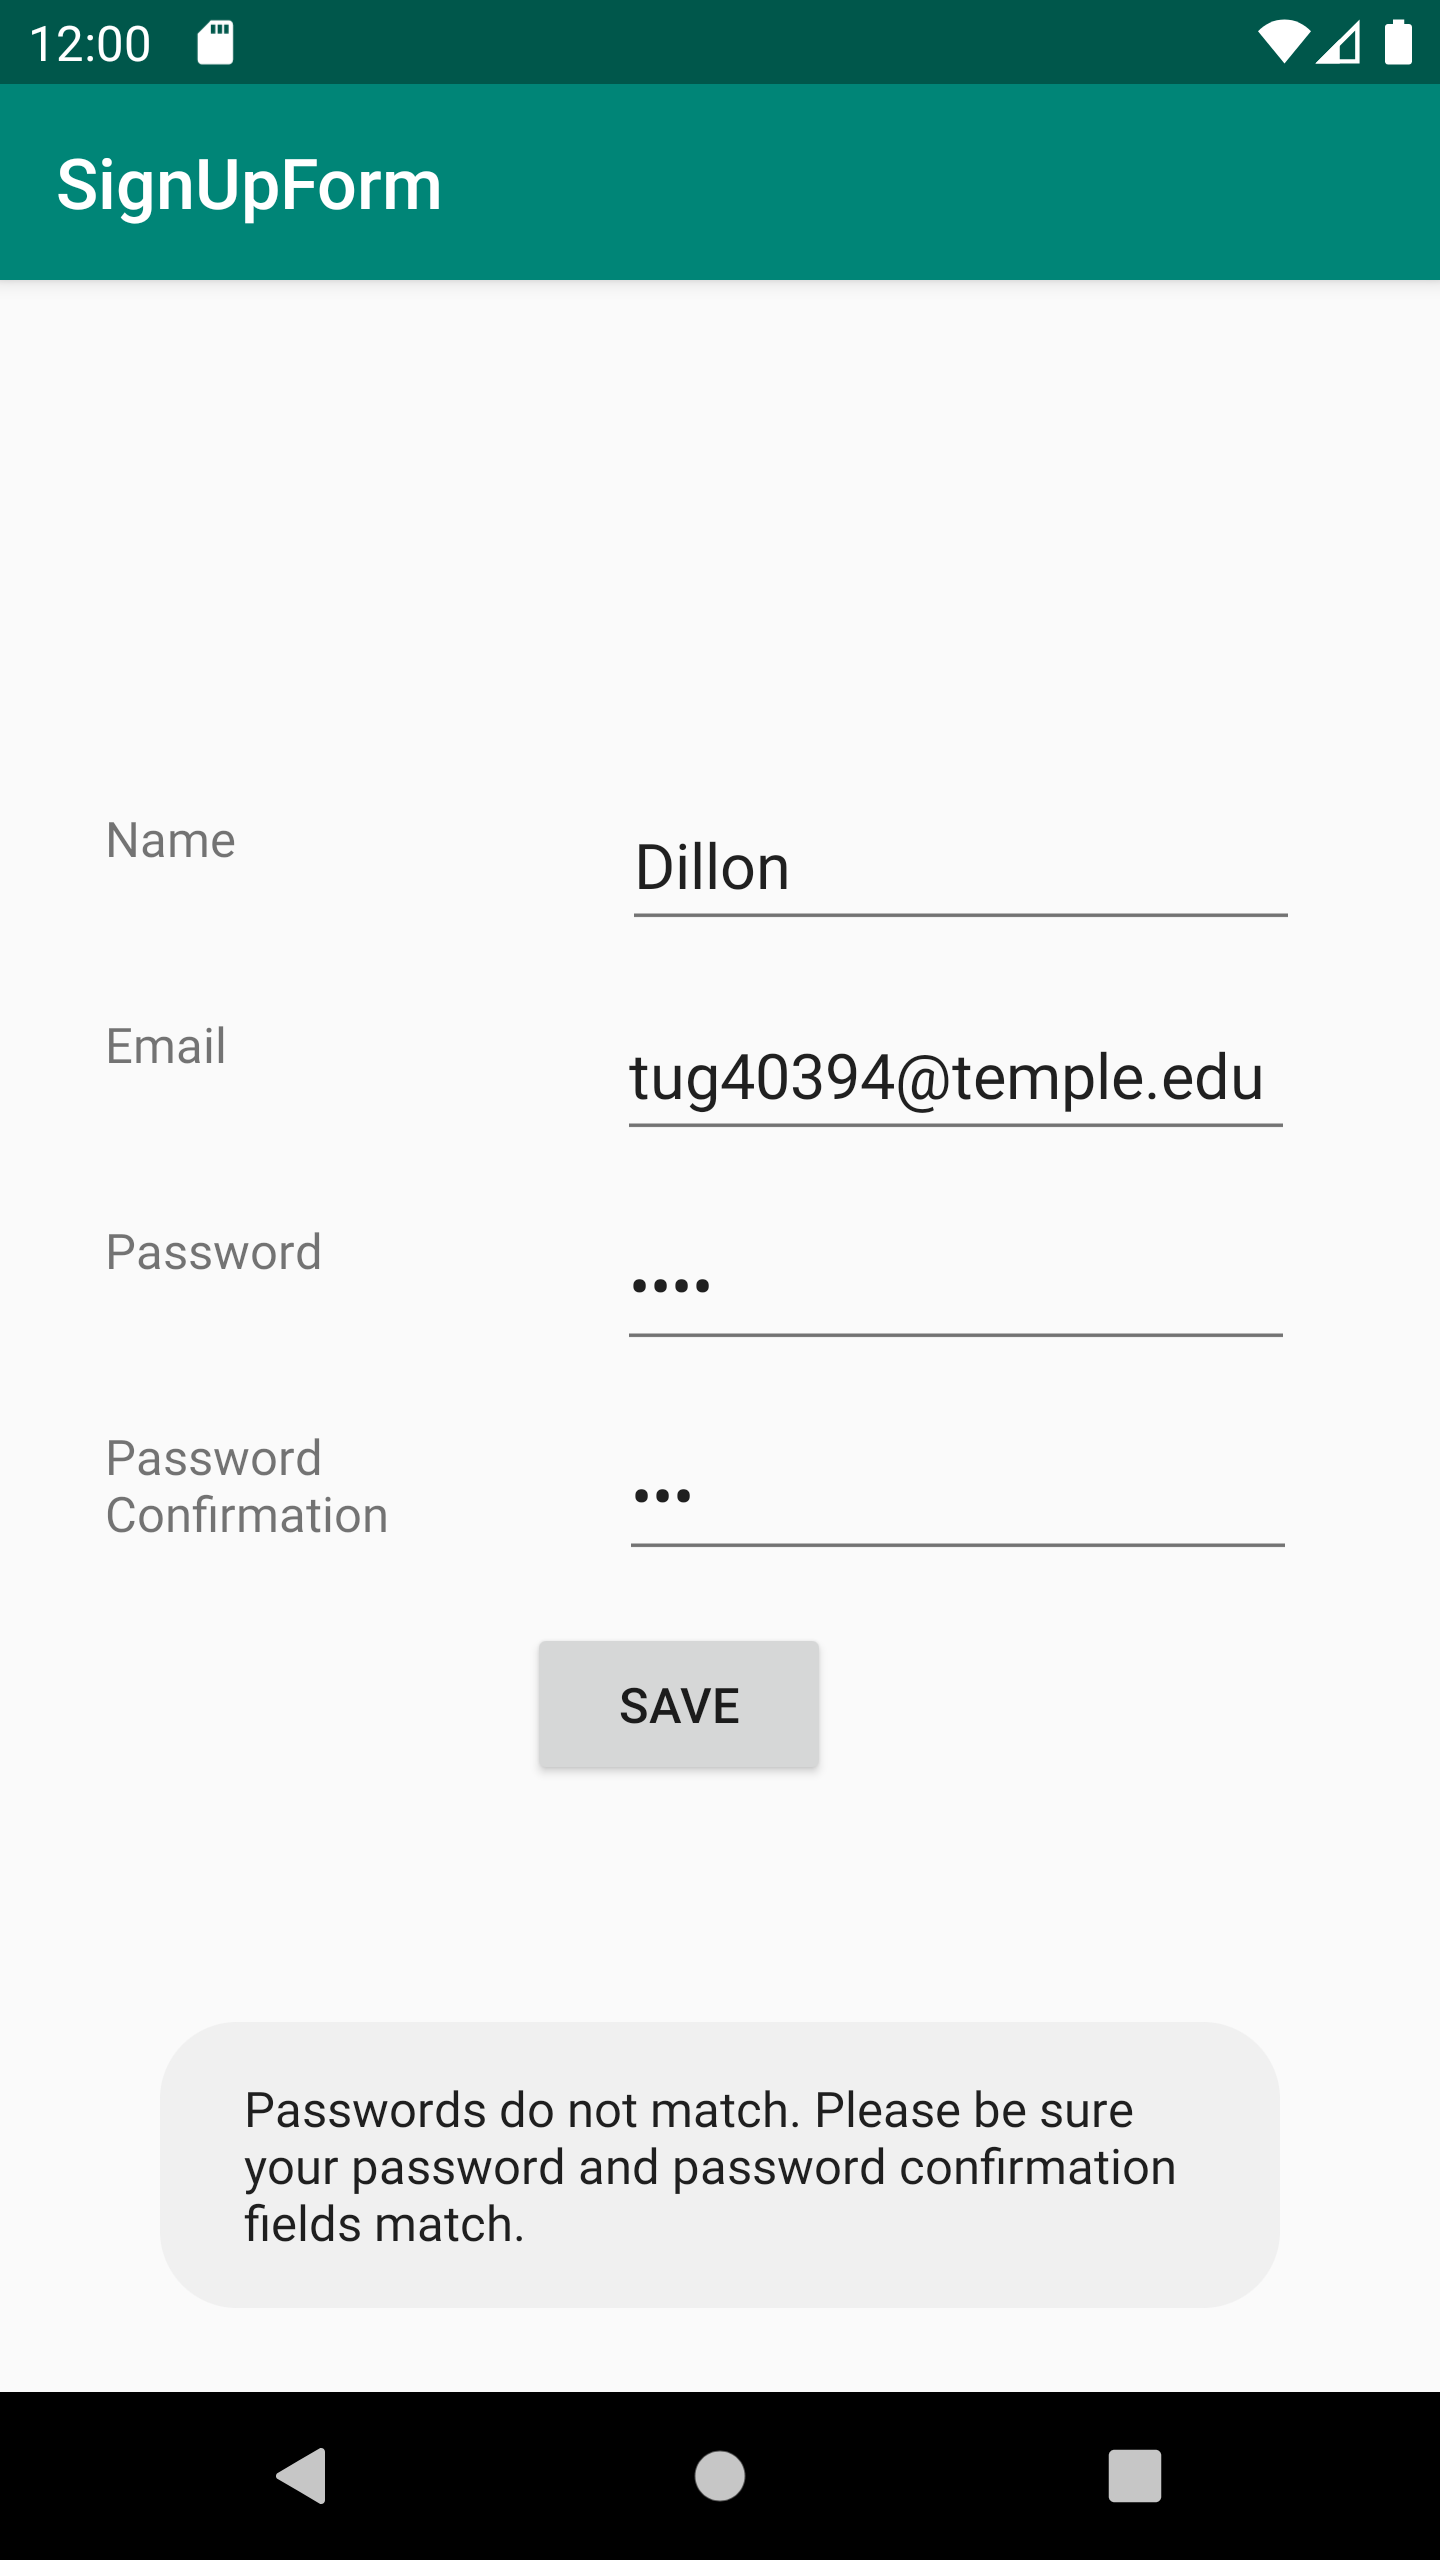 12:00
SignUpForm
Name
Dillon
Email
tug40394@temple.edu
Password
••••
Password
Confirmation
•••
SAVE
Passwords do not match. Please be sure
your password and password confirmation
fields match.